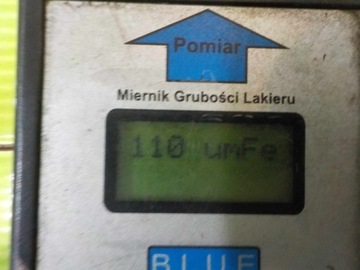 Pomiar
Miernik Grubości Lakieru
110 umFe
BLUE